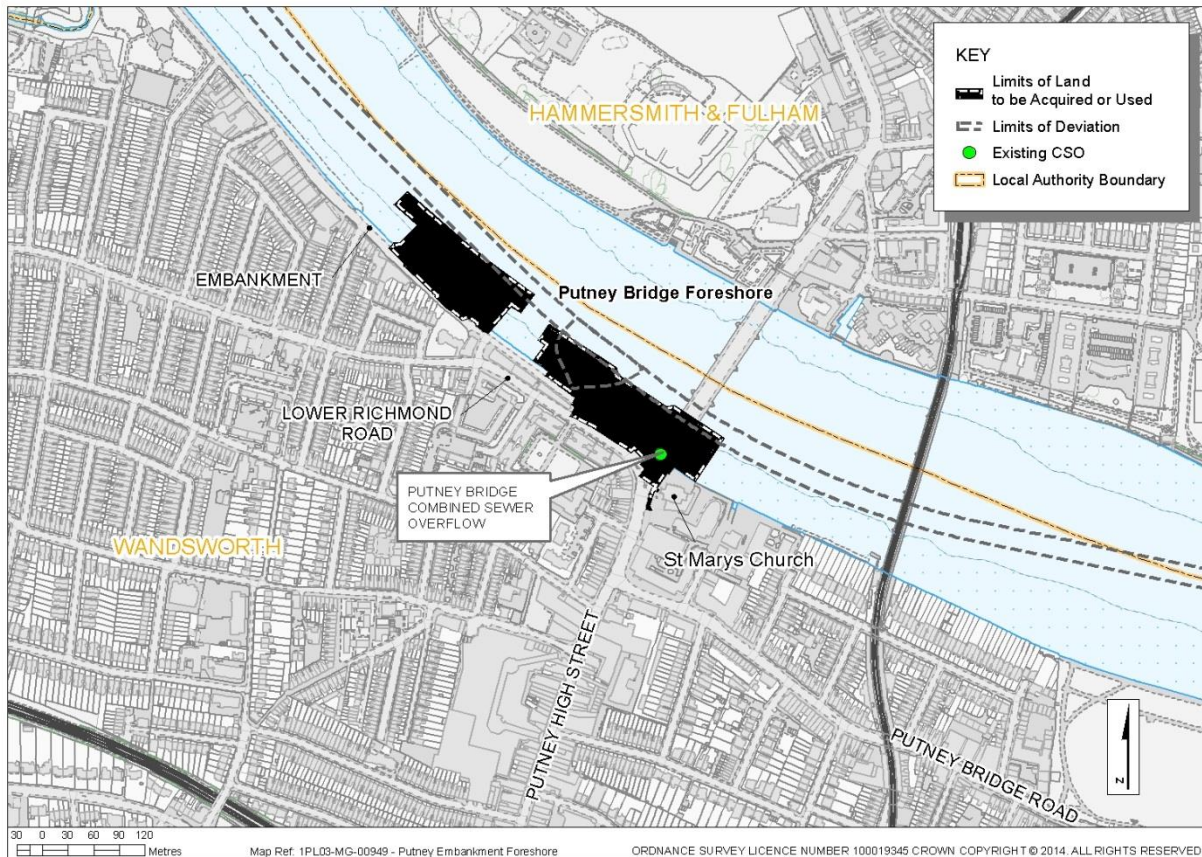 KEY
Limits of Land
to be Acquired or Used
Limits of Deviation
Existing CSO
Local Authority Boundary
HAMMERSMITH & FULHAM
EMBANKMENT
Putney Bridge Foreshore
LOWER RICHMOND
ROAD
PUTNEY BRIDGE
COMBINED SEWER
OVERFLOW
WANDSWORTH
St Marys Church
PUTNEY HIGH STREET
PUTNEY BRIDGE ROAD
N
30 0 30 60 90 120
Metres
Map Ref. 1PL03-MG-00949 - Putney Embankment Foreshore
ORDNANCE SURVEY LICENCE NUMBER 100019345 CROWN COPYRIGHT © 2014. ALL RIGHTS RESERVED